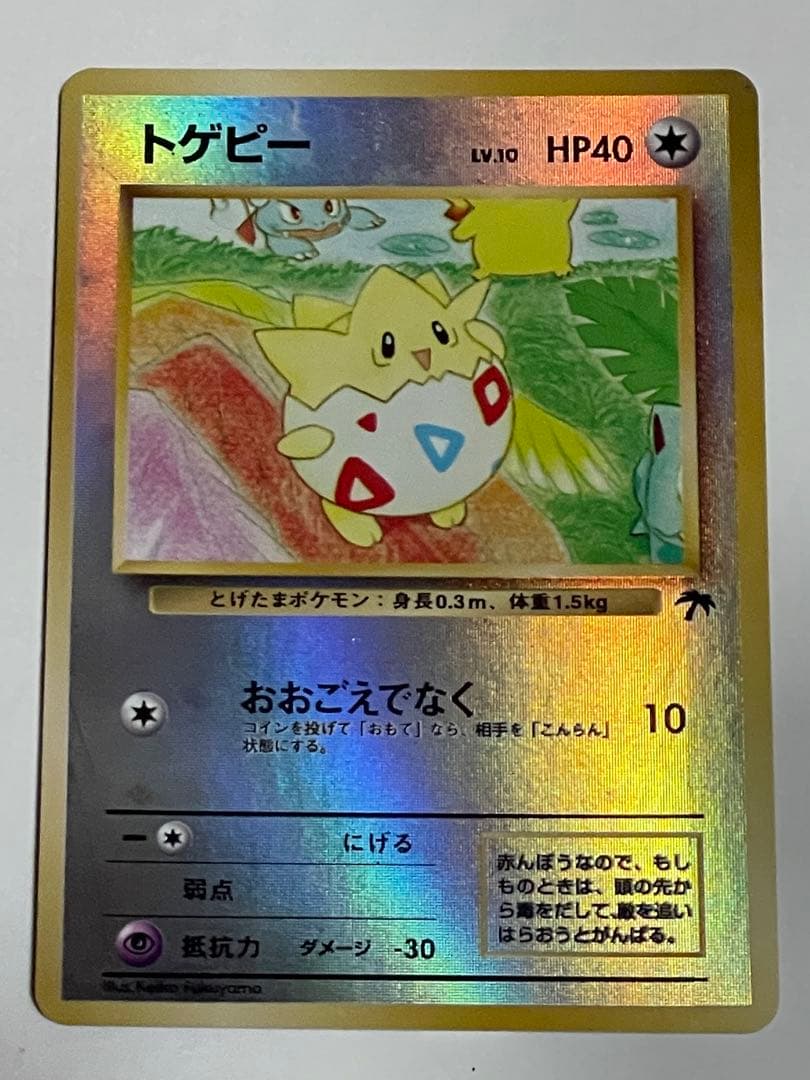 トゲピー LV.10 HP40
とげたまポケモン：身長0.3m、体重1.5kg
おおごえでなく 10
コインを投げて「おもて」なら、相手を「こんらん」
状態にする。
にげる
弱点
抵抗力 ダメージ -30
赤んぼうなので、もし
ものときは、頭の先か
ら毒をだして、敵を追い
はらおうとがんばる。
Illus. Keiko Fukuyama